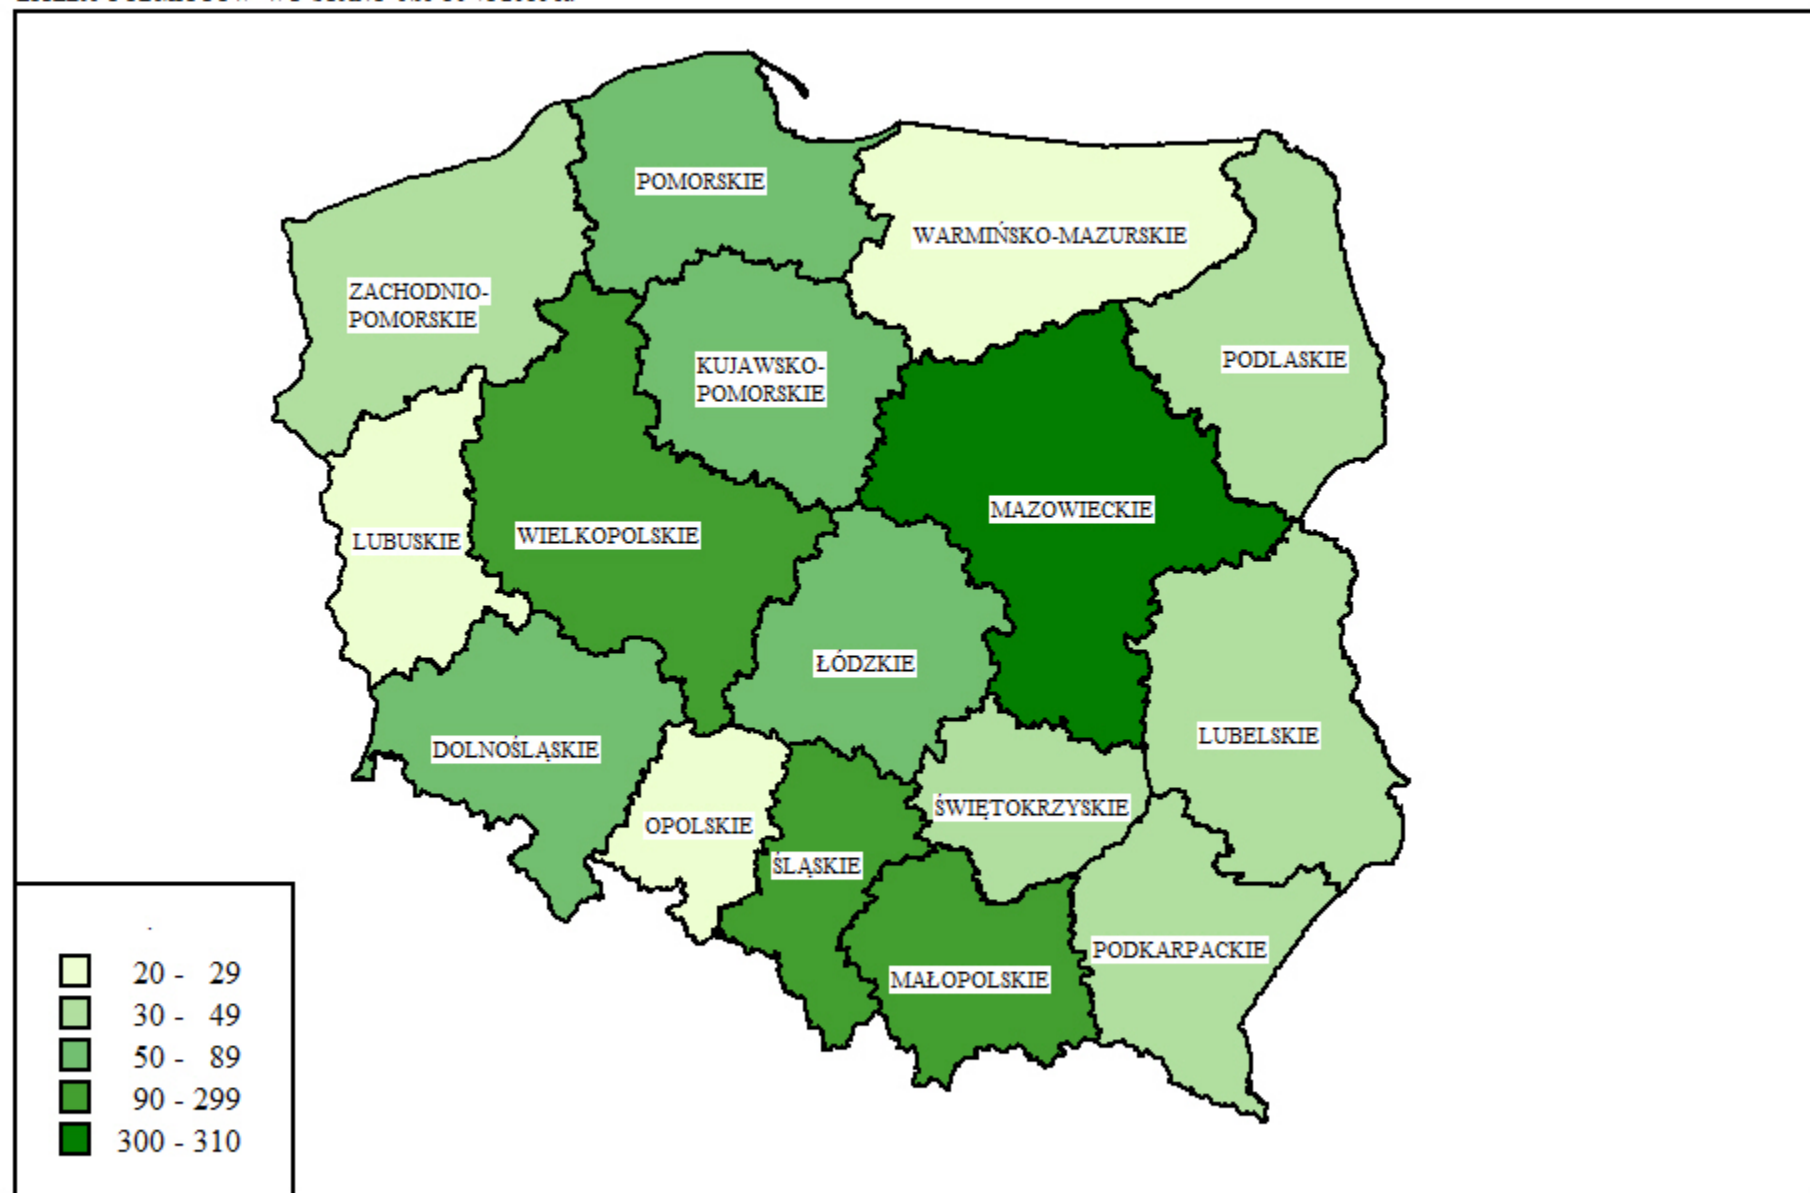 POMORSKIE
WARMIŃSKO-MAZURSKIE
ZACHODNIO-
POMORSKIE
PODLASKIE
KUJAWSKO-
POMORSKIE
MAZOWIECKIE
WIELKOPOLSKIE
LUBUSKIE
ŁÓDZKIE
LUBELSKIE
DOLNOŚLĄSKIE
ŚWIĘTOKRZYSKIE
OPOLSKIE
ŚLĄSKIE
PODKARPACKIE
MAŁOPOLSKIE
20 - 29
30 - 49
50 - 89
90 - 299
300 - 310